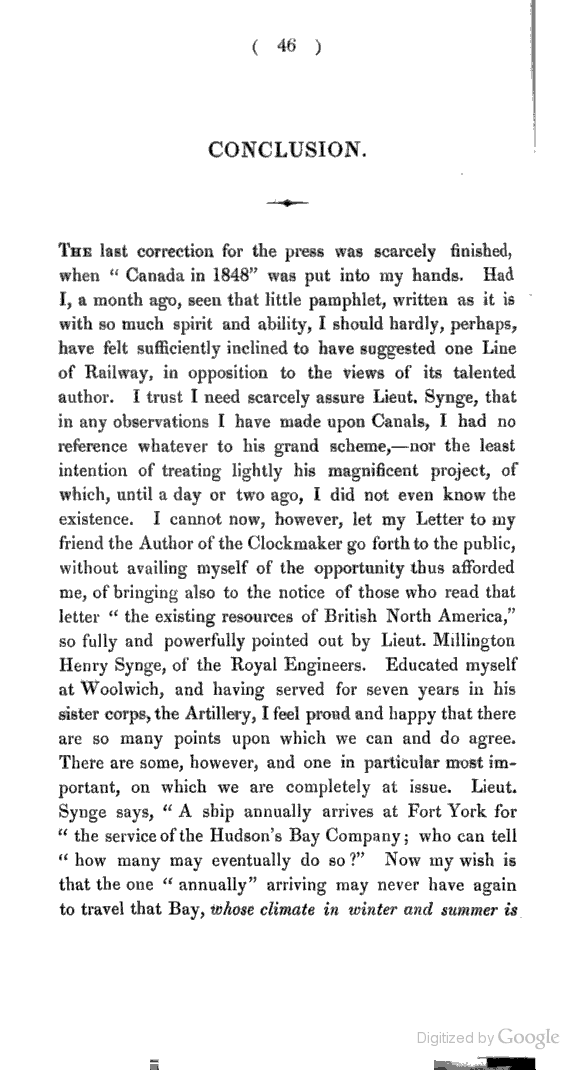 ( 46 )
CONCLUSION.
THE last correction for the press was scarcely finished,
when “ Canada in 1848” was put into my hands. Had
I, a month ago, seen that little pamphlet, written as it is
with so much spirit and ability, I should hardly, perhaps,
have felt sufficiently inclined to have suggested one Line
of Railway, in opposition to the views of its talented
author. I trust I need scarcely assure Lieut. Synge, that
in any observations I have made upon Canals, I had no
reference whatever to his grand scheme,—nor the least
intention of treating lightly his magnificent project, of
which, until a day or two ago, I did not even know the
existence. I cannot now, however, let my Letter to my
friend the Author of the Clockmaker go forth to the public,
without availing myself of the opportunity thus afforded
me, of bringing also to the notice of those who read that
letter “ the existing resources of British North America,”
so fully and powerfully pointed out by Lieut. Millington
Henry Synge, of the Royal Engineers. Educated myself
at Woolwich, and having served for seven years in his
sister corps, the Artillery, I feel proud and happy that there
are so many points upon which we can and do agree.
There are some, however, and one in particular most im-
portant, on which we are completely at issue. Lieut.
Synge says, “ A ship annually arrives at Fort York for
“ the service of the Hudson's Bay Company; who can tell
“ how many may eventually do so?” Now my wish is
that the one “ annually” arriving may never have again
to travel that Bay, whose climate in winter and summer is
Digitized by Google